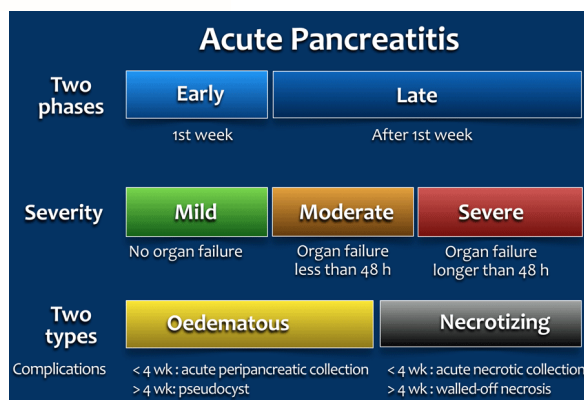 Acute Pancreatitis
Two
phases
Early
Late
1st week
After 1st week
Severity
Mild
Moderate
Severe
No organ failure
Organ failure
less than 48 h
Organ failure
longer than 48 h
Two
types
Oedematous
Necrotizing
Complications
< 4 wk : acute peripancreatic collection
> 4 wk: pseudocyst
< 4 wk : acute necrotic collection
> 4 wk : walled-off necrosis